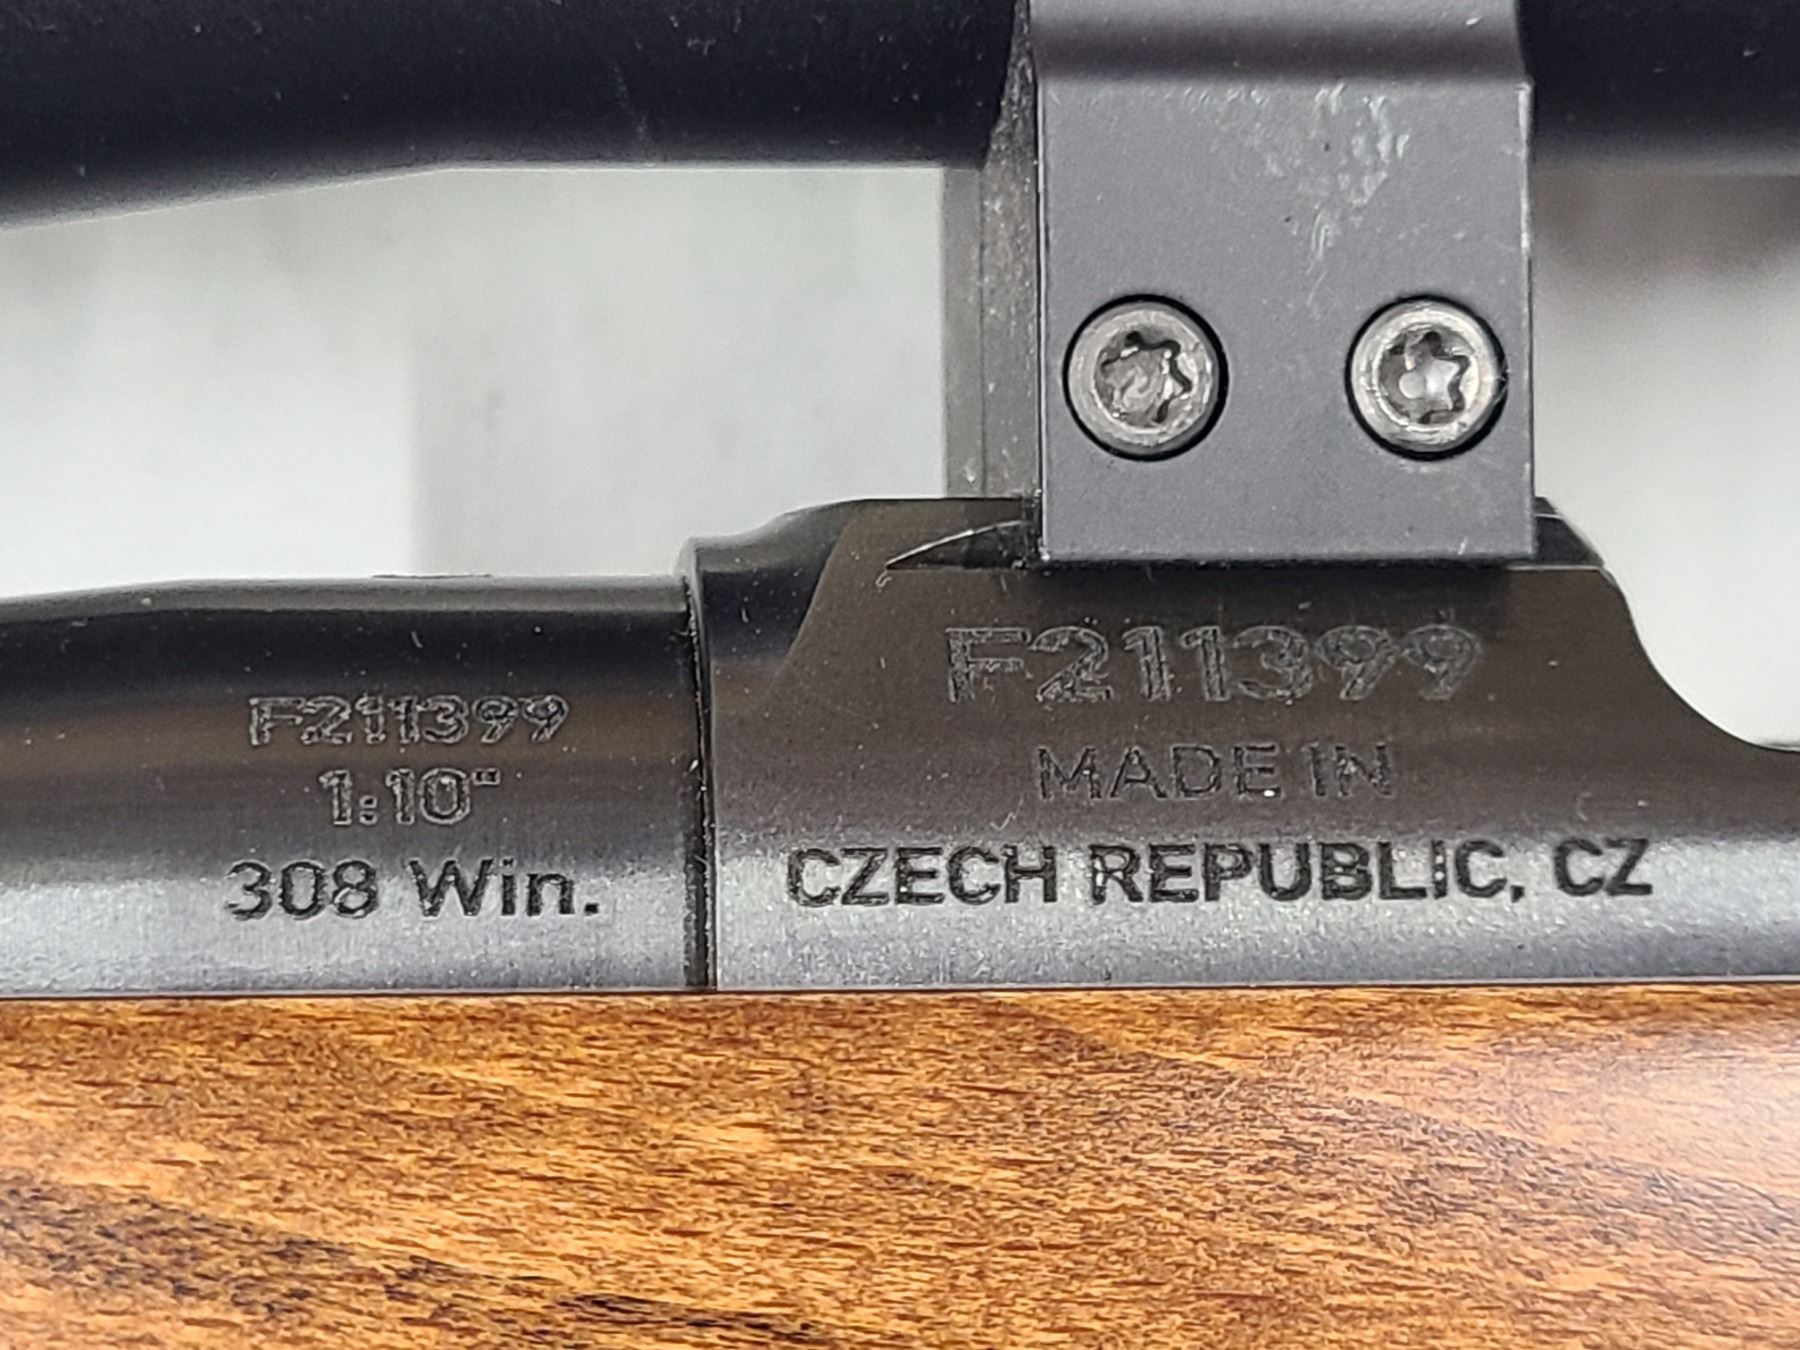 F211399
1:10"
308 Win.
F211399
MADE IN
CZECH REPUBLIC, CZ